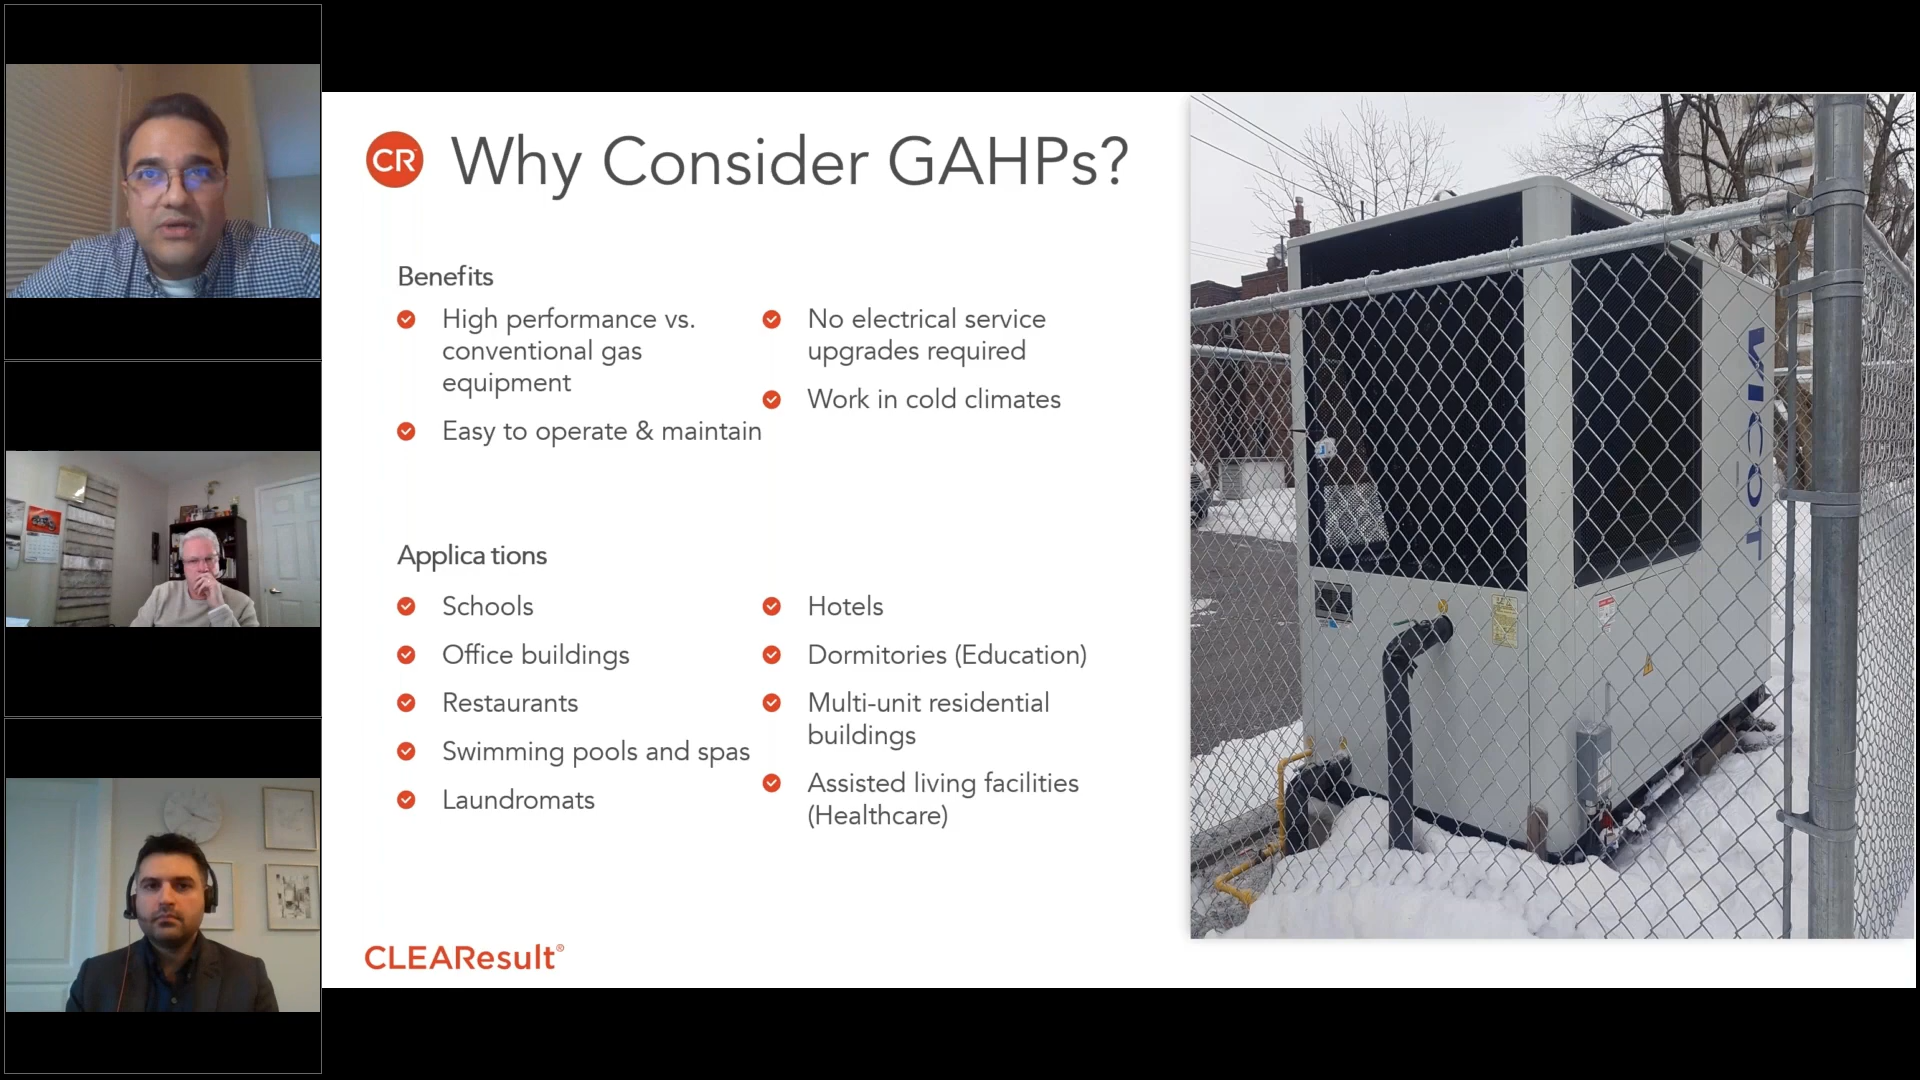 CR Why Consider GAHPs?
Benefits
High performance vs.
conventional gas
equipment
Easy to operate & maintain
No electrical service
upgrades required
Work in cold climates
Applications
Schools
Office buildings
Restaurants
Swimming pools and spas
Laundromats
Hotels
Dormitories (Education)
Multi-unit residential
buildings
Assisted living facilities
(Healthcare)
CLEAResult®
VICOT